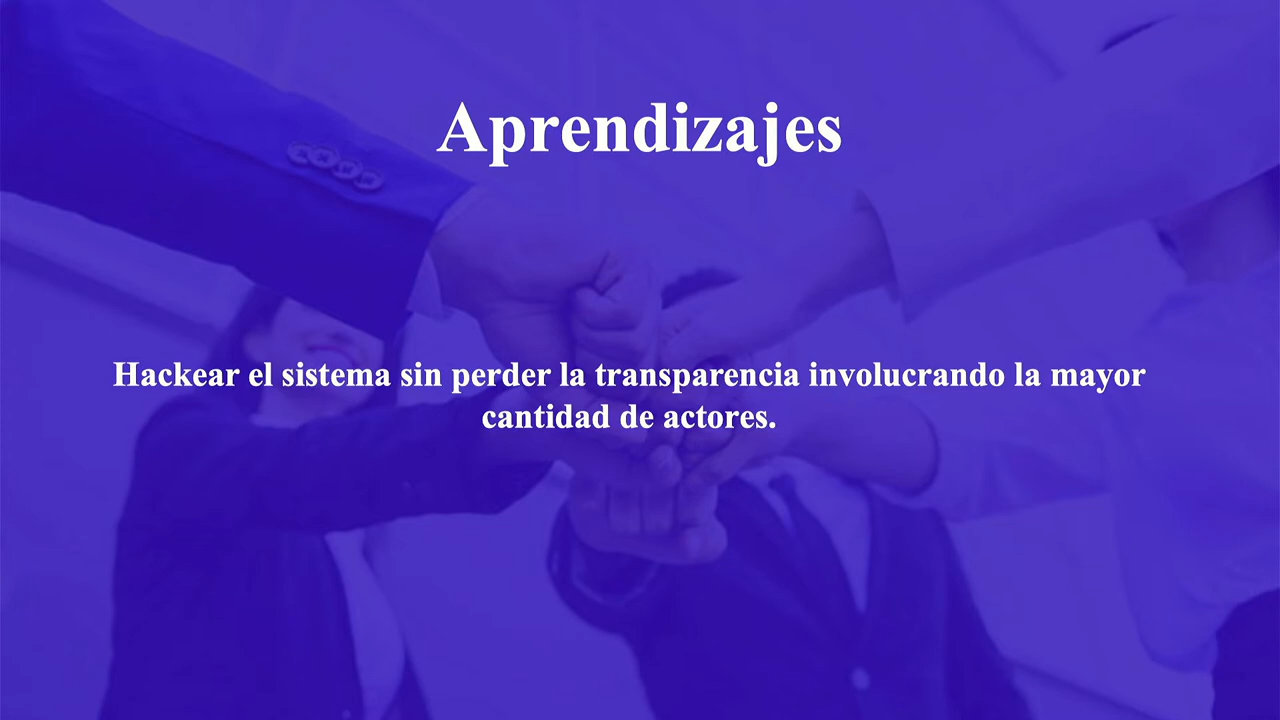 Aprendizajes
Hackear el sistema sin perder la transparencia involucrando la mayor
cantidad de actores.